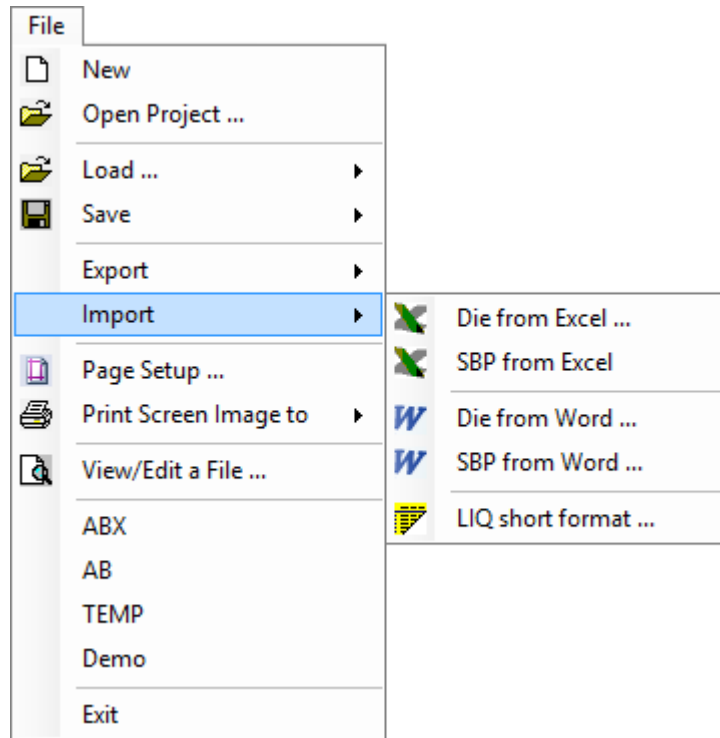 File
New
Open Project ...
Load ...
Save
Export
Import
Page Setup ...
Print Screen Image to
View/Edit a File ...
ABX
AB
TEMP
Demo
Exit
Die from Excel ...
SBP from Excel
Die from Word ...
SBP from Word ...
LIQ short format ...